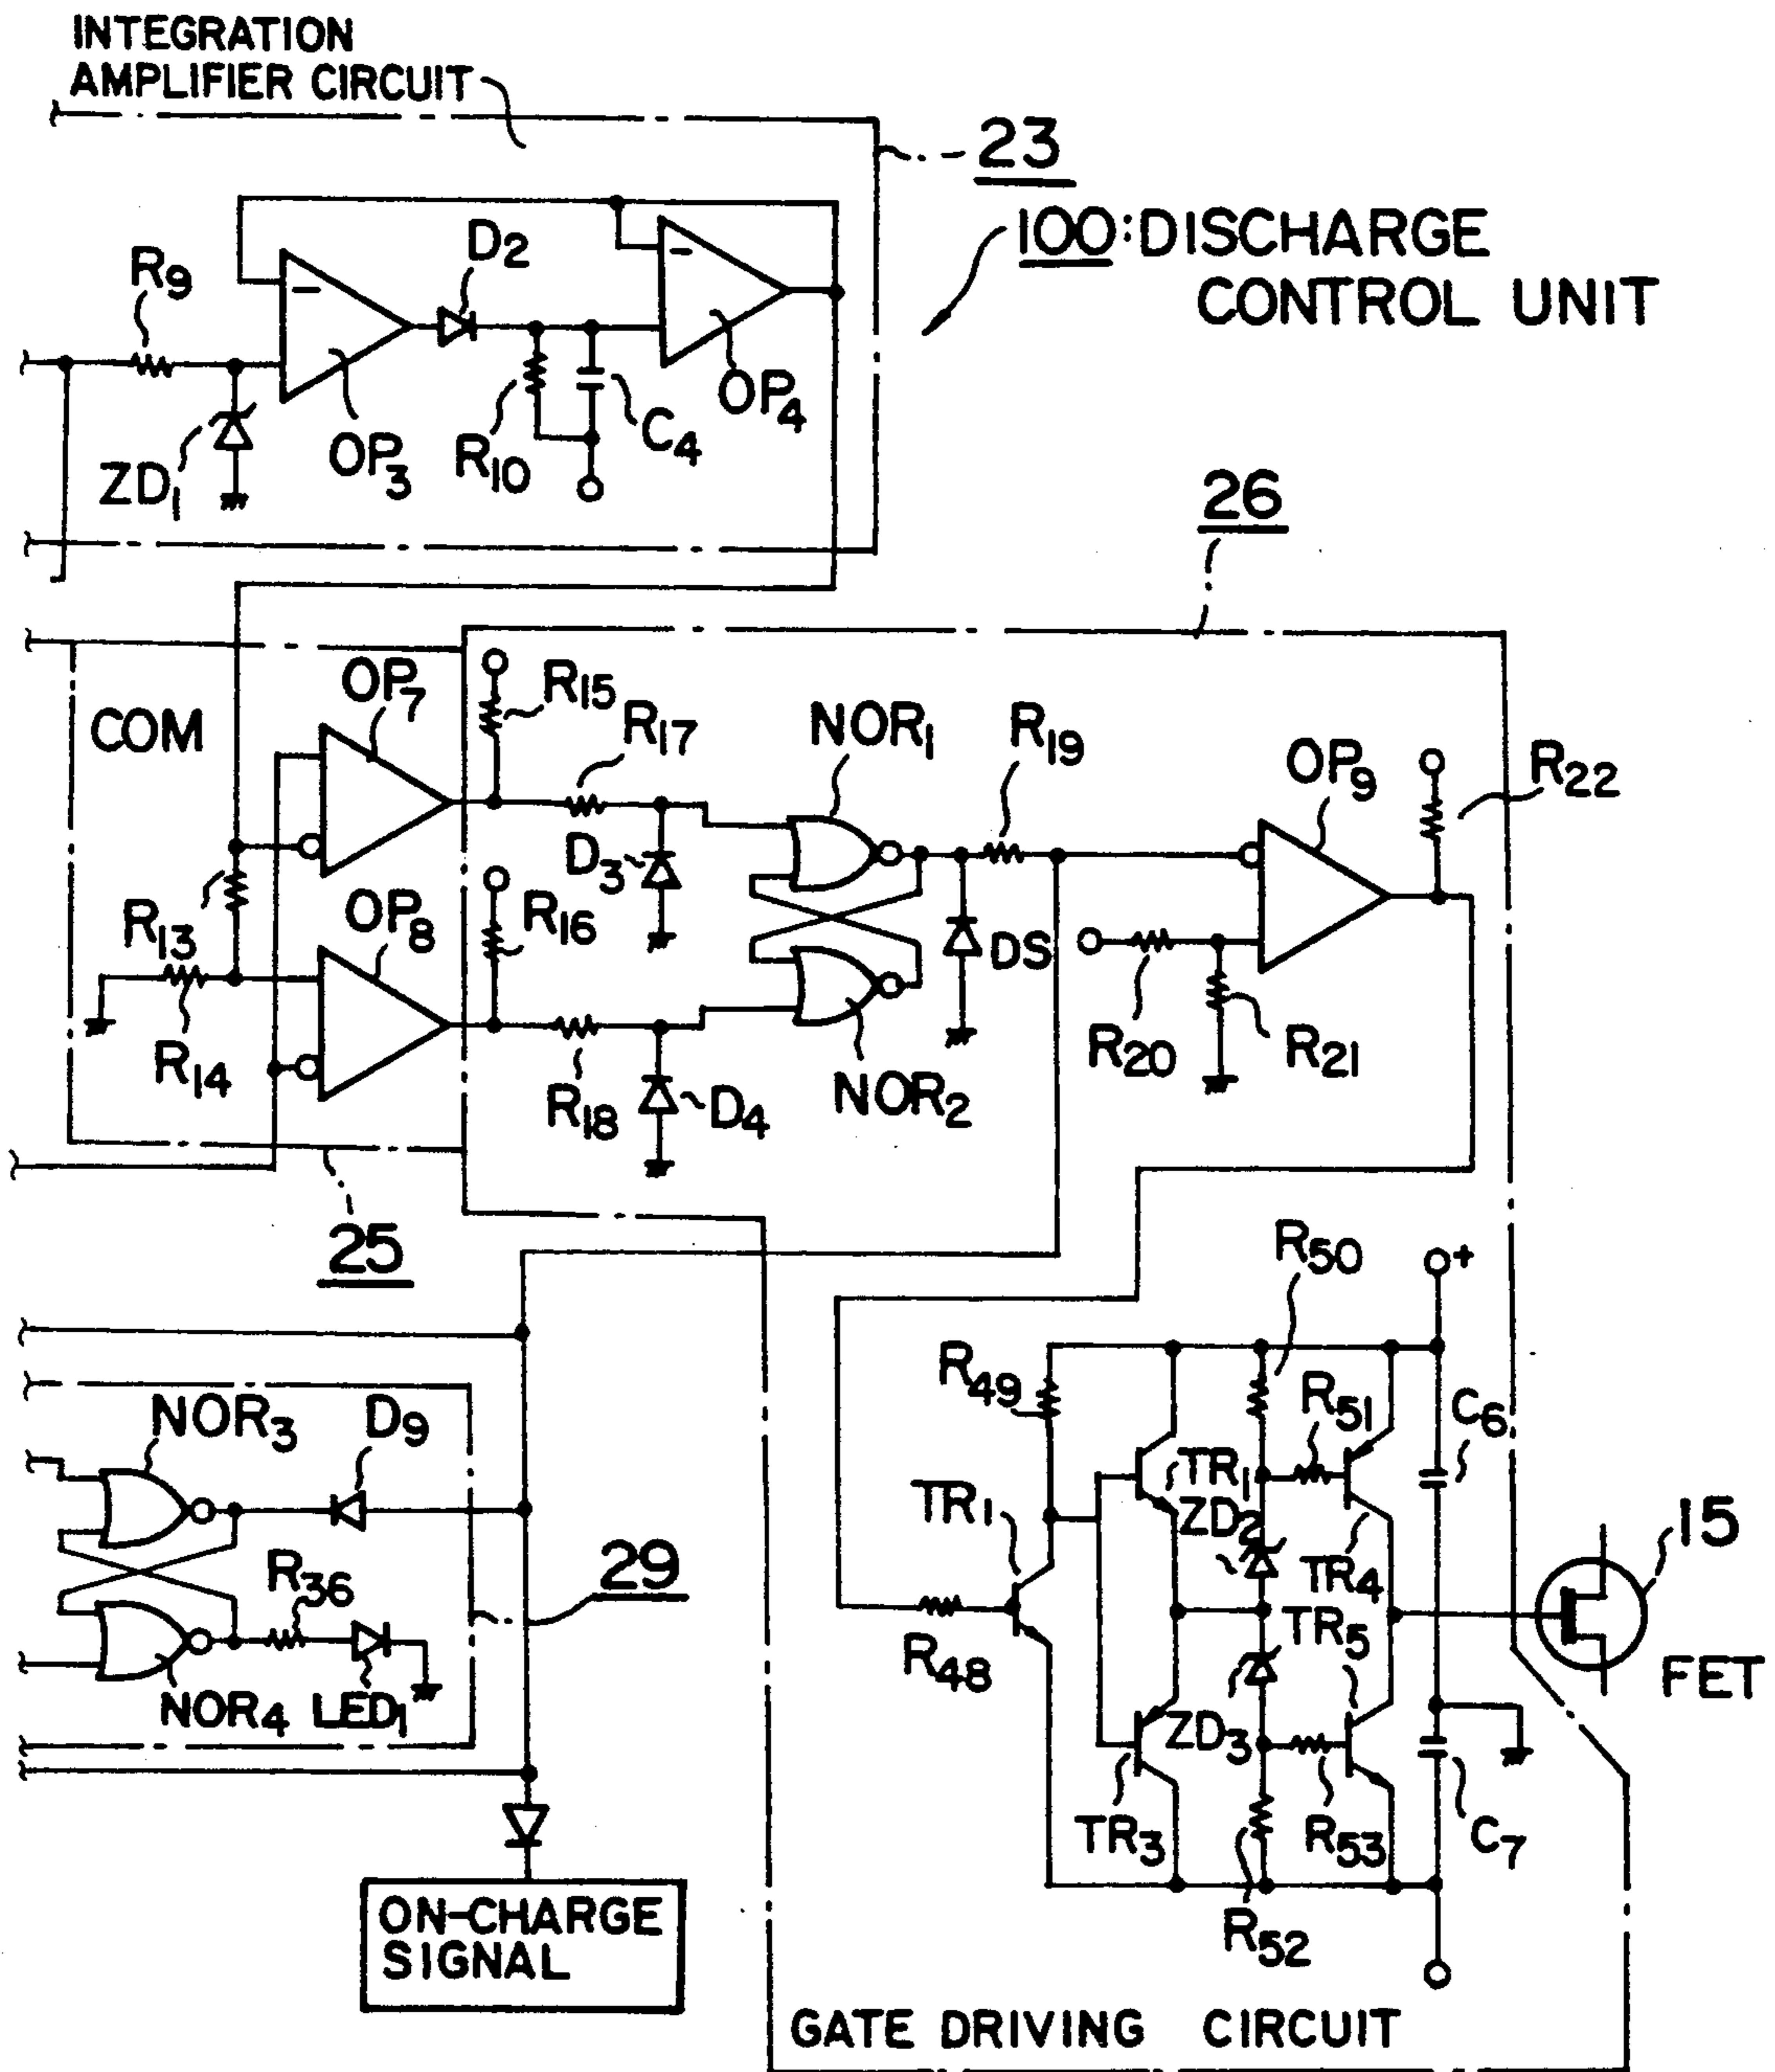 INTEGRATION
AMPLIFIER CIRCUIT
23
100:DISCHARGE
CONTROL UNIT
R9
D2
OP3
OP4
ZD1
R10
C4
26
COM
OP7
R15
R17
NOR1
R19
OP9
R22
D3
R13
OP8
R16
DS
R14
R18
D4
NOR2
R20
R21
25
R50
+
R49
R51
C6
NOR3
D9
TR1
TR1
ZD2
15
R36
29
TR4
TR5
R48
FET
NOR4
LED1
ZD3
TR3
R53
C7
R52
ON-CHARGE
SIGNAL
GATE DRIVING CIRCUIT